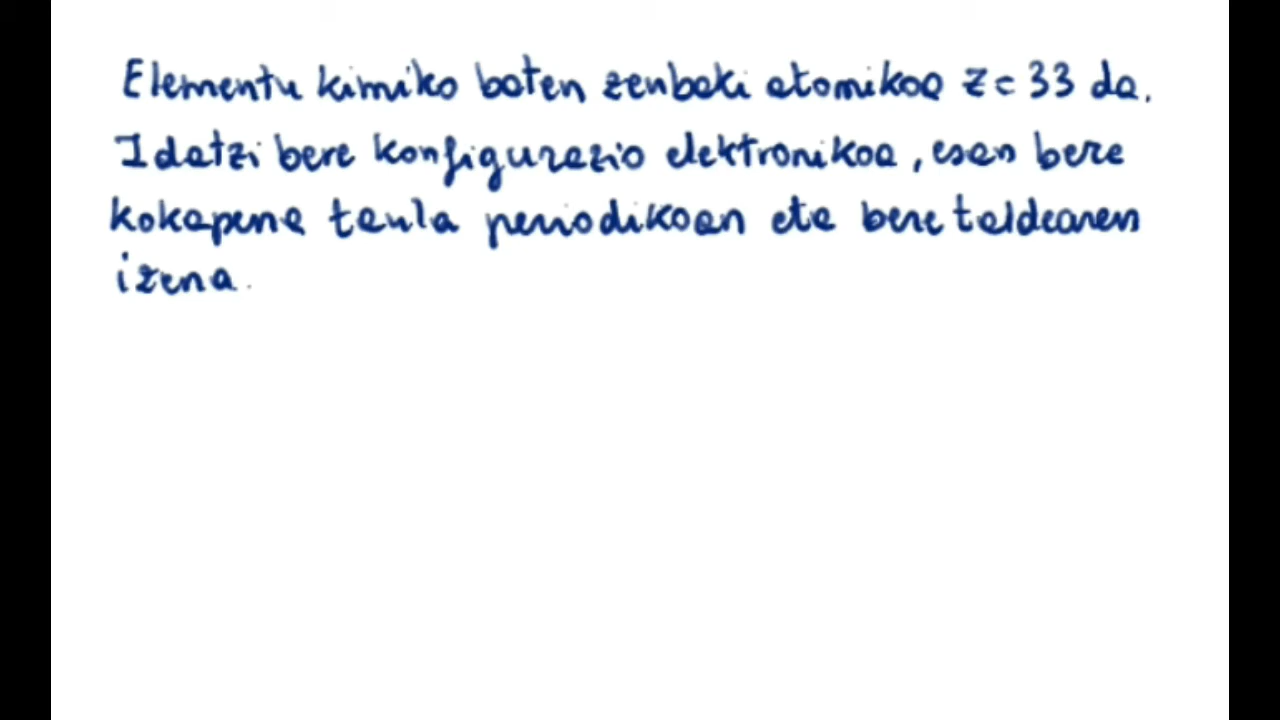 Elementu kimiko baten zenbaki atomikoa Z = 33 da.
Idatzi bere konfigurazio elektronikoa, esan bere
kokapena taula periodikoan eta bere taldearen
izena.